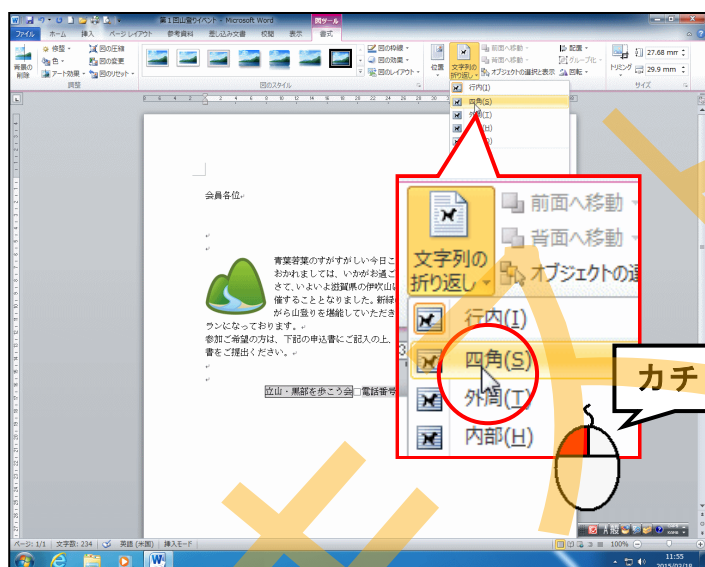 第1回山登りイベント - Microsoft Word
図ツール
ファイル ホーム 挿入 ページ レイアウト 参考資料 差し込み文書 校閲 表示 書式
背景の削除
修整
色
アート効果
図の圧縮
図の変更
図のリセット
調整
図のスタイル
図の枠線
図の効果
図のレイアウト
位置
文字列の折り返し
前面へ移動
背面へ移動
オブジェクトの選択と表示
配置
グループ化
回転
トリミング
27.68 mm
29.9 mm
サイズ
行内(I)
四角(S)
会員各位
青葉若葉のすがすがしい今日こ
おかれましては、いかがお過ご
さて、いよいよ滋賀県の伊吹山
催することとなりました。新緑
がら山登りを堪能していただき
ランになっております。
参加ご希望の方は、下記の申込書にご記入の上、
書をご提出ください。
立山・黒部を歩こう会□電話番号
文字列の
折り返し
前面へ移動
背面へ移動
オブジェクトの選
行内(I)
四角(S)
外周(T)
内部(H)
カチ
ページ: 1/1 文字数: 234 英語 (米国) 挿入モード
100%
11:55
2015/02/18